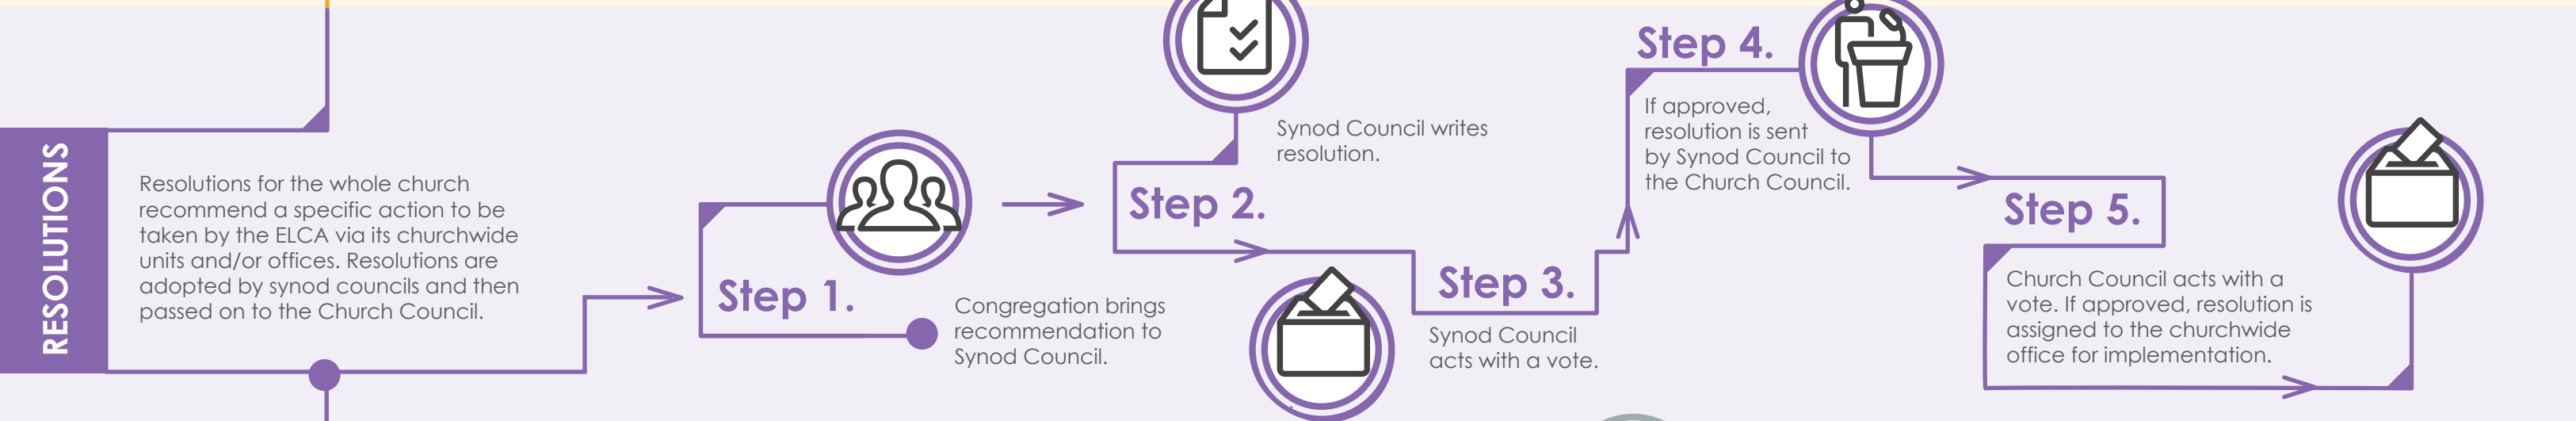 RESOLUTIONS
Resolutions for the whole church
recommend a specific action to be
taken by the ELCA via its churchwide
units and/or offices. Resolutions are
adopted by synod councils and then
passed on to the Church Council.
Step 1.
Congregation brings
recommendation to
Synod Council.
Step 2.
Synod Council writes
resolution.
Step 3.
Synod Council
acts with a vote.
Step 4.
If approved,
resolution is sent
by Synod Council to
the Church Council.
Step 5.
Church Council acts with a
vote. If approved, resolution is
assigned to the churchwide
office for implementation.